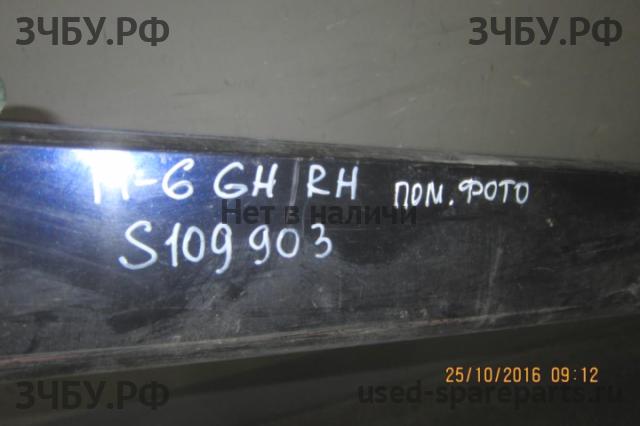 ЗЧБУ.РФ ЗЧБУ.РФ
М-6 GH RH ПОМ. ФОТО
Нет в наличи
S109903
25/10/2016 09:12
ЗЧБУ.РФ used-spareparts.ru